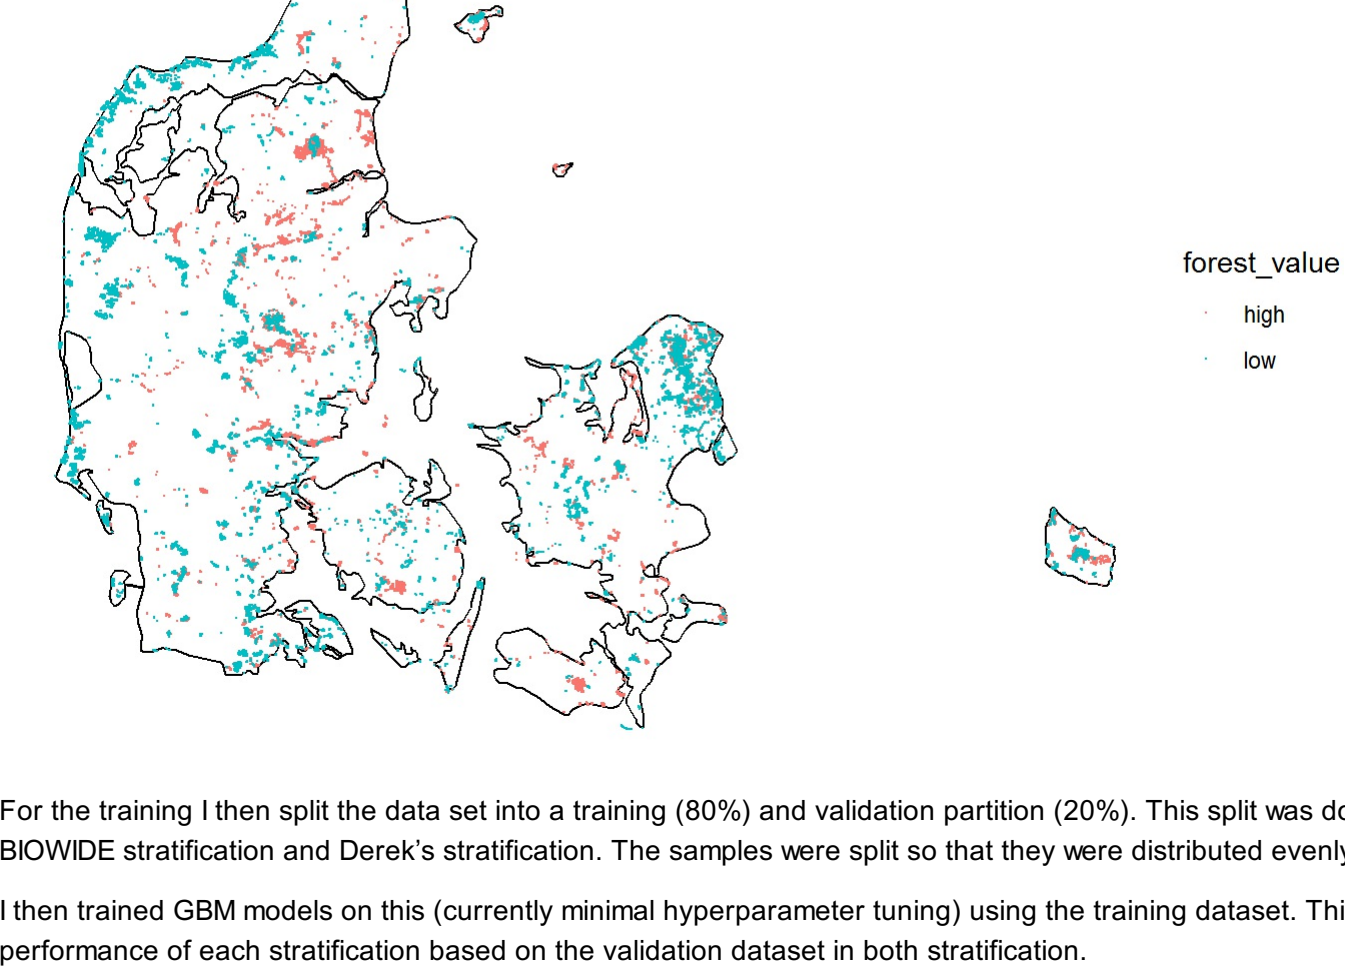 forest_value
high
low
For the training I then split the data set into a training (80%) and validation partition (20%). This split was do
BIOWIDE stratification and Derek’s stratification. The samples were split so that they were distributed evenly
I then trained GBM models on this (currently minimal hyperparameter tuning) using the training dataset. Thi
performance of each stratification based on the validation dataset in both stratification.